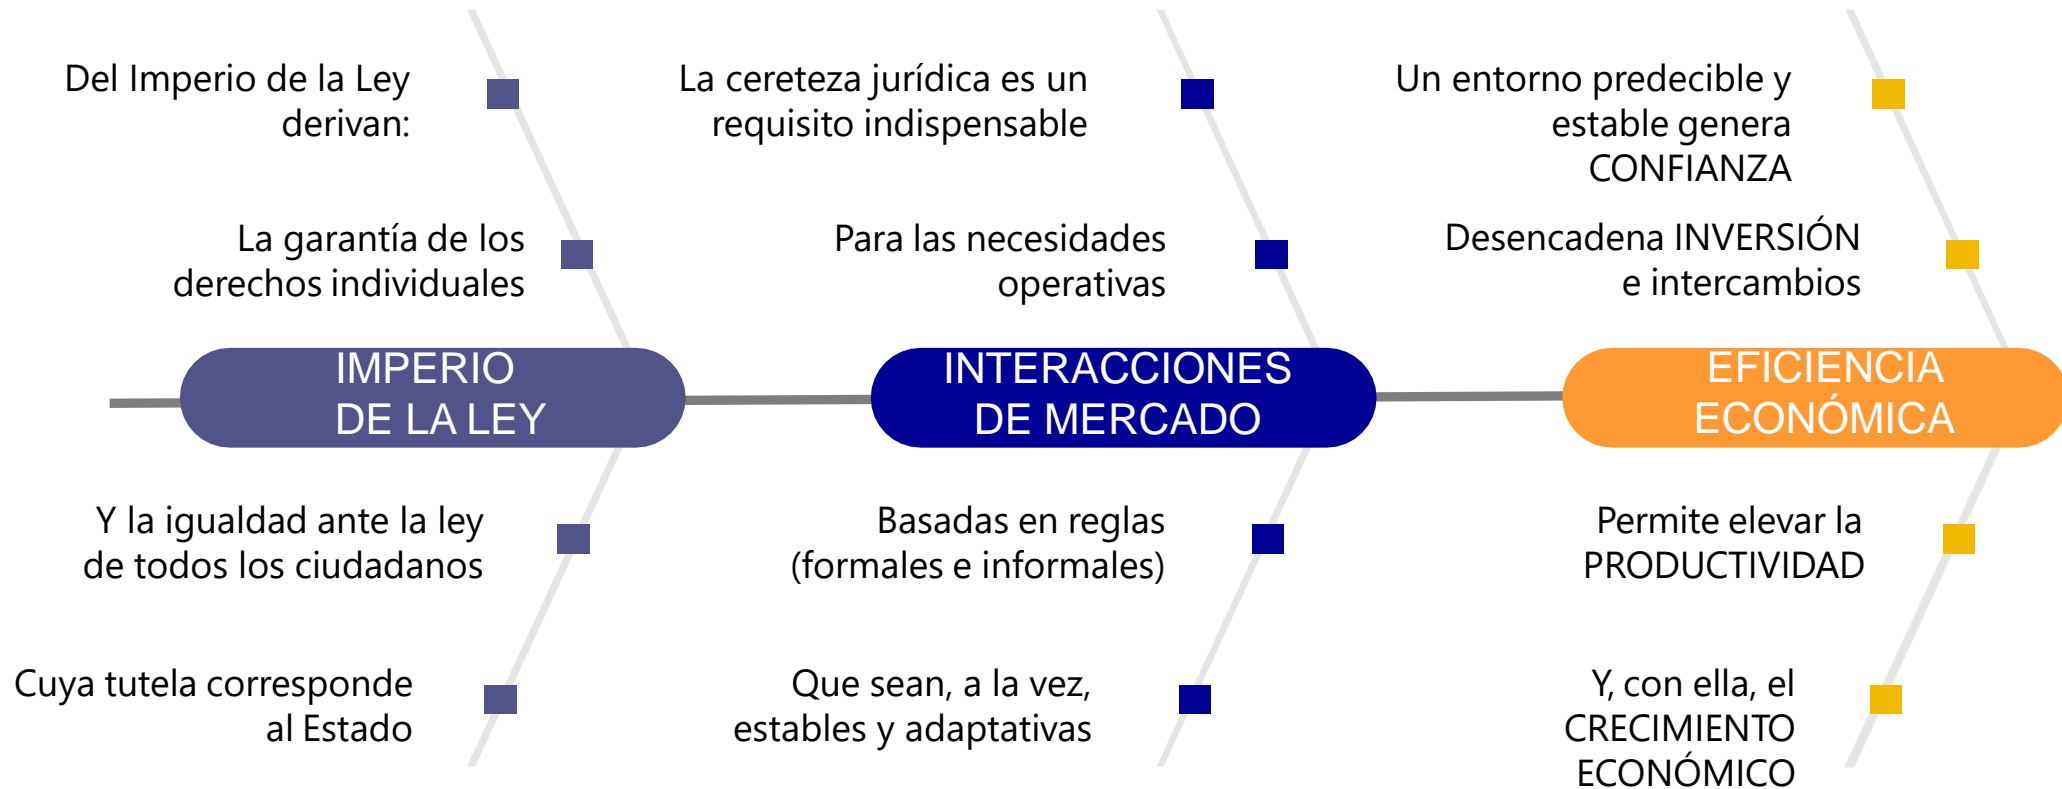 Del Imperio de la Ley
derivan:
La garantía de los
derechos individuales
IMPERIO
DE LA LEY
Y la igualdad ante la ley
de todos los ciudadanos
Cuya tutela corresponde
al Estado
La cereteza jurídica es un
requisito indispensable
Para las necesidades
operativas
INTERACCIONES
DE MERCADO
Basadas en reglas
(formales e informales)
Que sean, a la vez,
estables y adaptativas
Un entorno predecible y
estable genera
CONFIANZA
Desencadena INVERSIÓN
e intercambios
EFICIENCIA
ECONÓMICA
Permite elevar la
PRODUCTIVIDAD
Y, con ella, el
CRECIMIENTO
ECONÓMICO